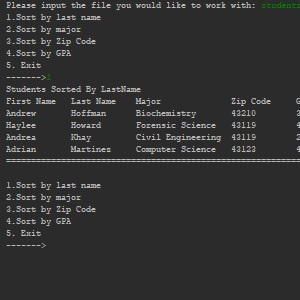 Please input the file you would like to work with: student
1.Sort by last name
2.Sort by major
3.Sort by Zip Code
4.Sort by GPA
5. Exit
------->1
Students Sorted By LastName
First Name Last Name Major Zip Code G
Andrew Hoffman Biochemistry 43210 3
Haylee Howard Forensic Science 43119 4
Andrea Khay Civil Engineering 43119 2
Adrian Martines Computer Science 43123 4
1.Sort by last name
2.Sort by major
3.Sort by Zip Code
4.Sort by GPA
5. Exit
------->